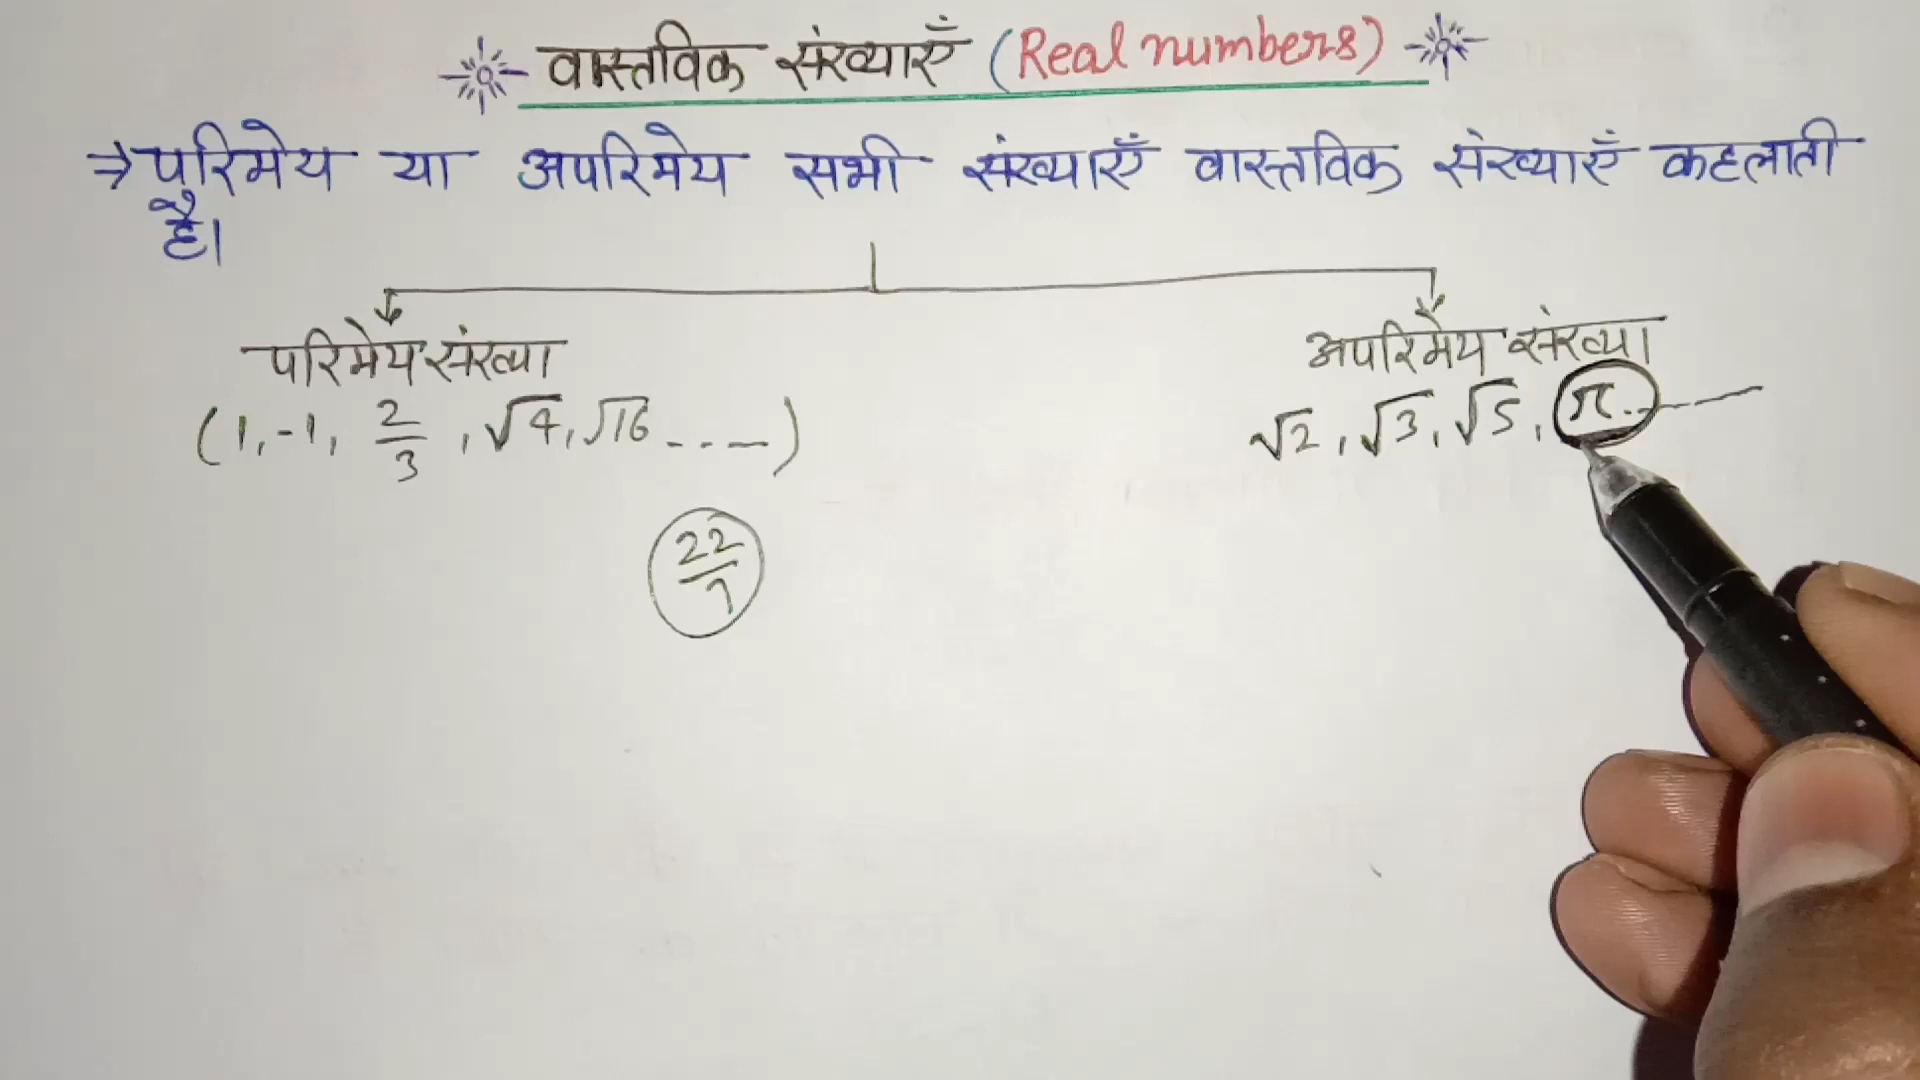 वास्तविक संख्याएँ (Real numbers)
→ परिमेय या अपरिमेय सभी संख्याएँ वास्तविक संख्याएँ कहलाती
है।
परिमेय संख्या
(1, -1, 2/3, √4, √16 ----)
22/7
अपरिमेय संख्या
√2, √3, √5, π ----